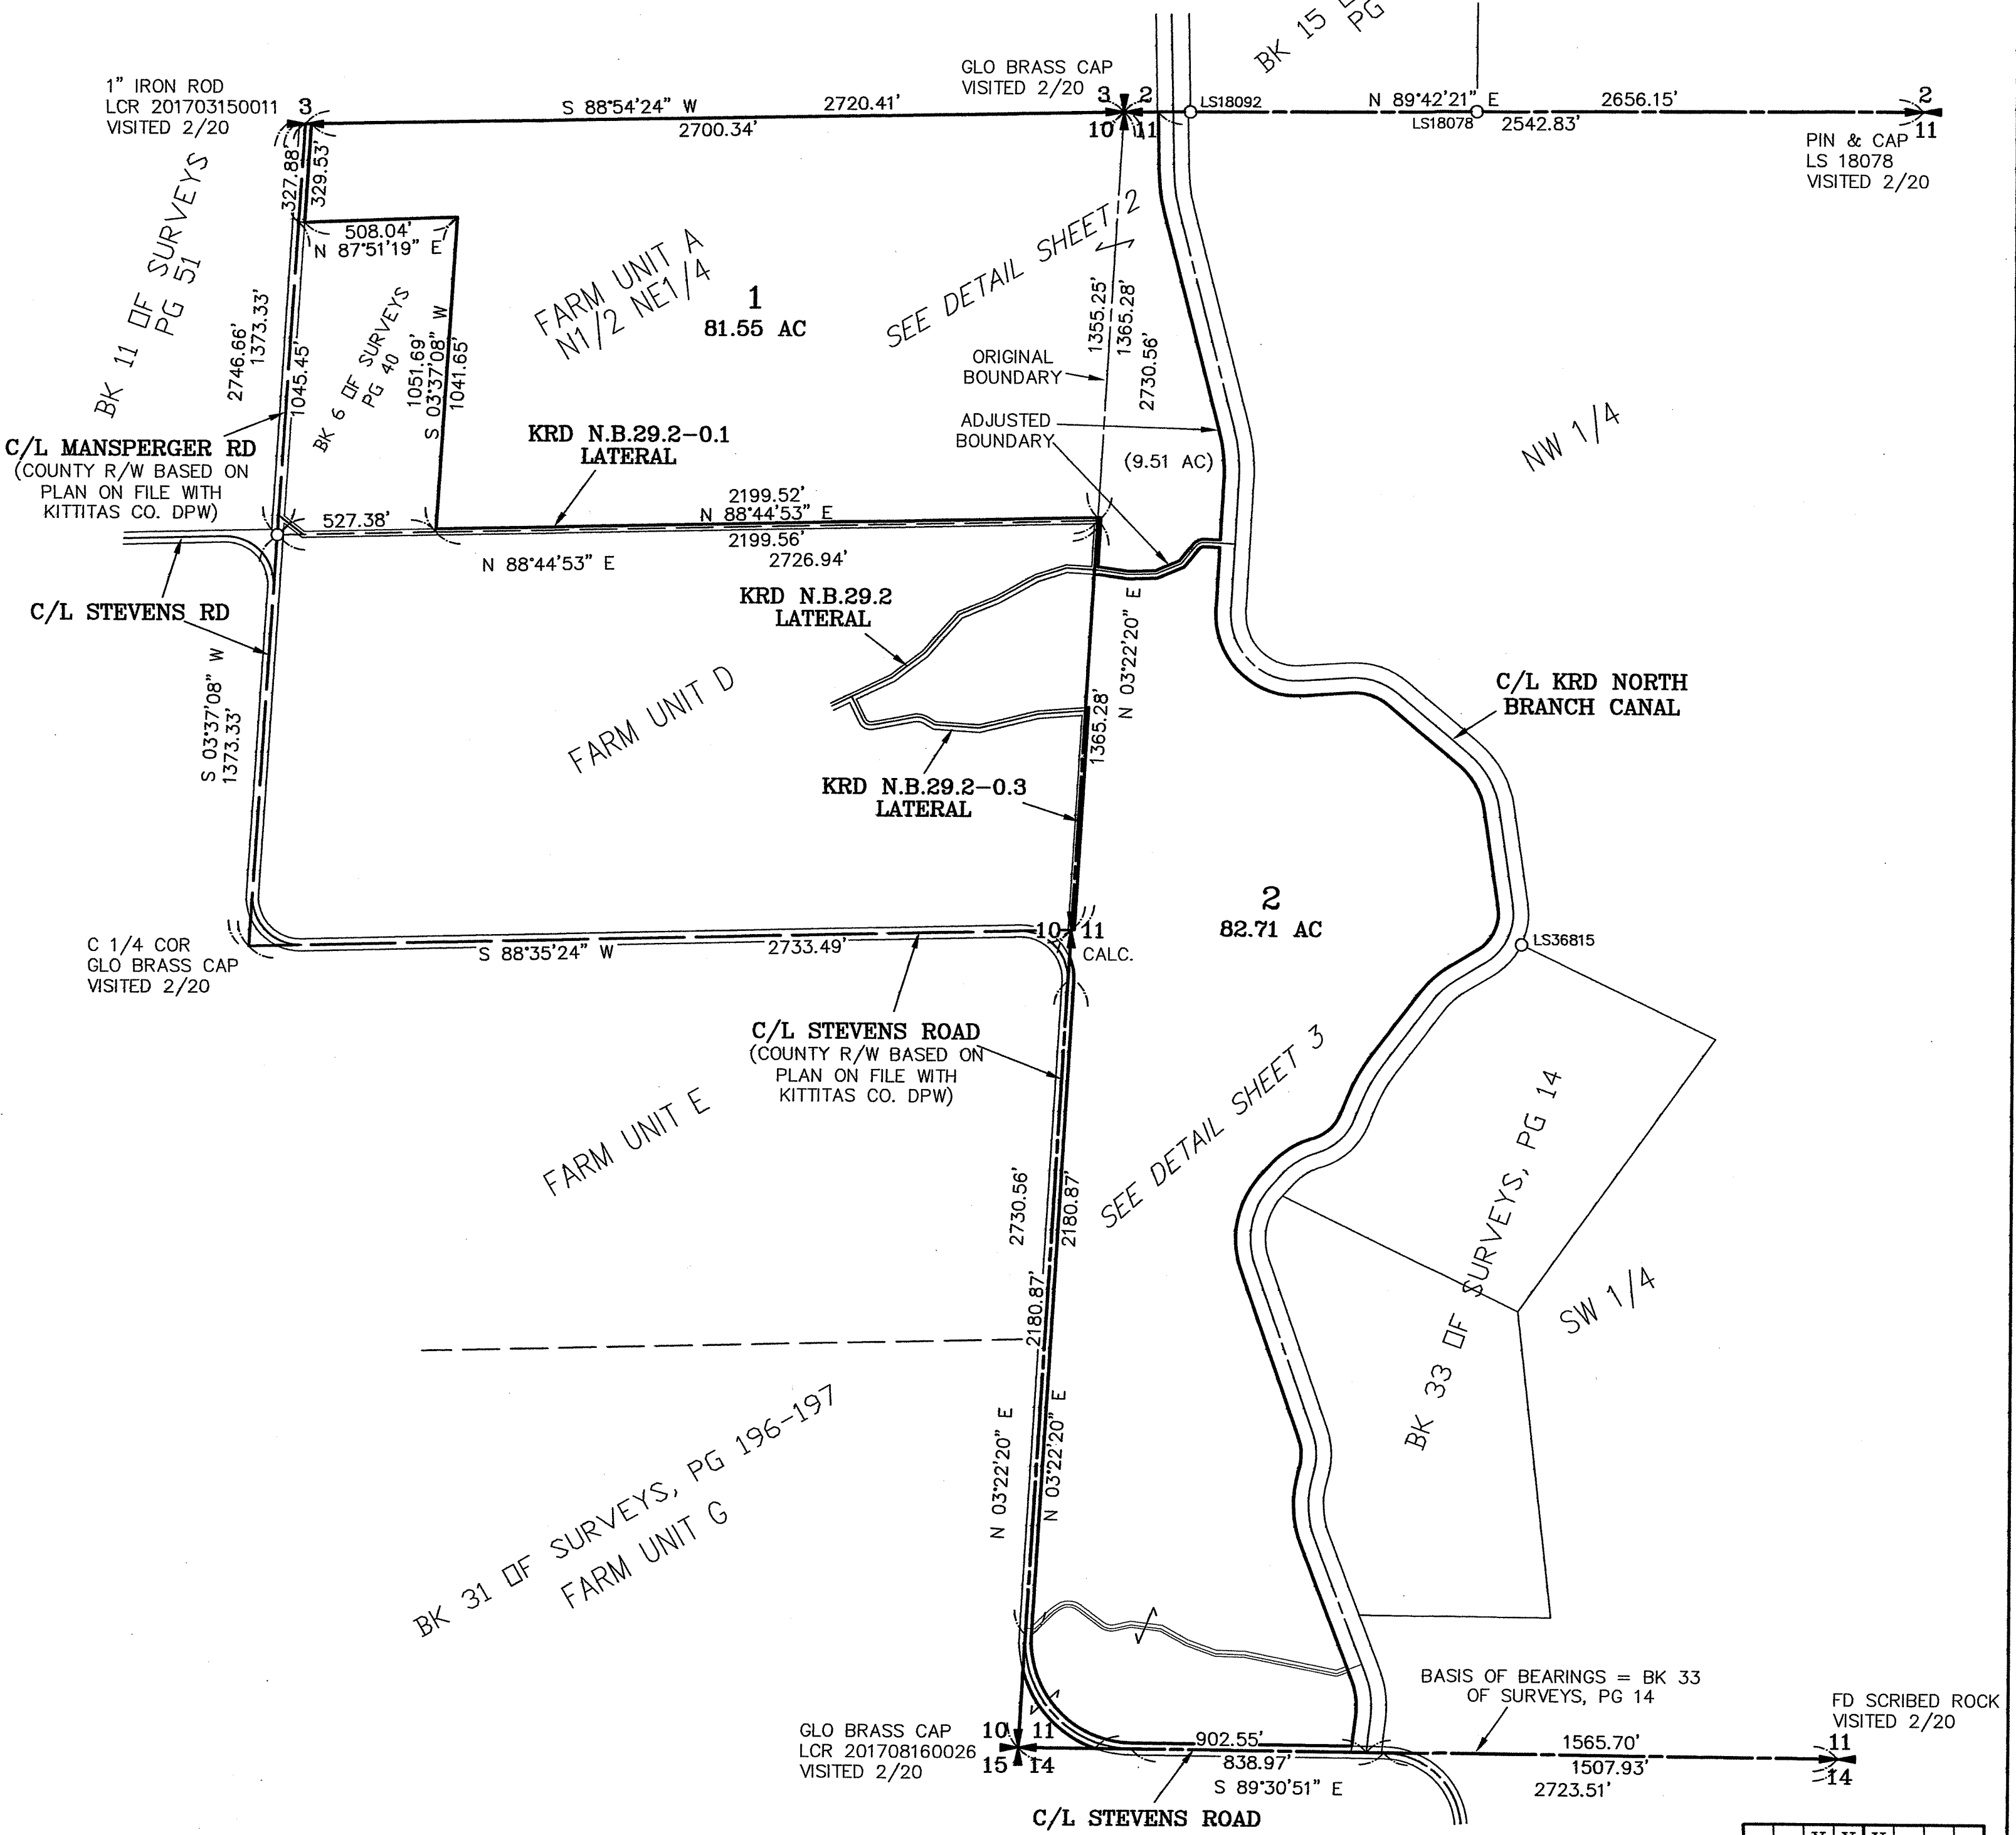 BK 15
PG
1" IRON ROD
LCR 201703150011
VISITED 2/20
3
S 88°54'24" W
2720.41'
2700.34'
GLO BRASS CAP
VISITED 2/20
3 2
10 11
LS18092
N 89°42'21" E
2656.15'
LS18078
2542.83'
2
11
PIN & CAP
LS 18078
VISITED 2/20
BK 11 OF SURVEYS
PG 51
327.88'
329.53'
508.04'
N 87°51'19" E
FARM UNIT A
N1/2 NE1/4
1
81.55 AC
SEE DETAIL SHEET 2
2746.66'
1373.33'
1045.45'
BK 6 OF SURVEYS
PG 40
1051.69'
S 03°37'08" W
1041.65'
1355.25'
1365.28'
2730.56'
ORIGINAL
BOUNDARY
ADJUSTED
BOUNDARY
(9.51 AC)
NW 1/4
C/L MANSPERGER RD
(COUNTY R/W BASED ON
PLAN ON FILE WITH
KITTITAS CO. DPW)
KRD N.B.29.2-0.1
LATERAL
527.38'
2199.52'
N 88°44'53" E
2199.56'
2726.94'
N 88°44'53" E
C/L STEVENS RD
KRD N.B.29.2
LATERAL
N 03°22'20" E
S 03°37'08" W
1373.33'
FARM UNIT D
1365.28'
C/L KRD NORTH
BRANCH CANAL
KRD N.B.29.2-0.3
LATERAL
2
82.71 AC
C 1/4 COR
GLO BRASS CAP
VISITED 2/20
S 88°35'24" W
2733.49'
10 11
CALC.
LS36815
C/L STEVENS ROAD
(COUNTY R/W BASED ON
PLAN ON FILE WITH
KITTITAS CO. DPW)
SEE DETAIL SHEET 3
FARM UNIT E
2730.56'
2180.87'
2180.87'
BK 33 OF SURVEYS, PG 14
SW 1/4
N 03°22'20" E
N 03°22'20" E
BK 31 OF SURVEYS, PG 196-197
FARM UNIT G
BASIS OF BEARINGS = BK 33
OF SURVEYS, PG 14
FD SCRIBED ROCK
VISITED 2/20
GLO BRASS CAP
LCR 201708160026
VISITED 2/20
10 11
15 14
902.55'
838.97'
S 89°30'51" E
1565.70'
1507.93'
2723.51'
11
14
C/L STEVENS ROAD